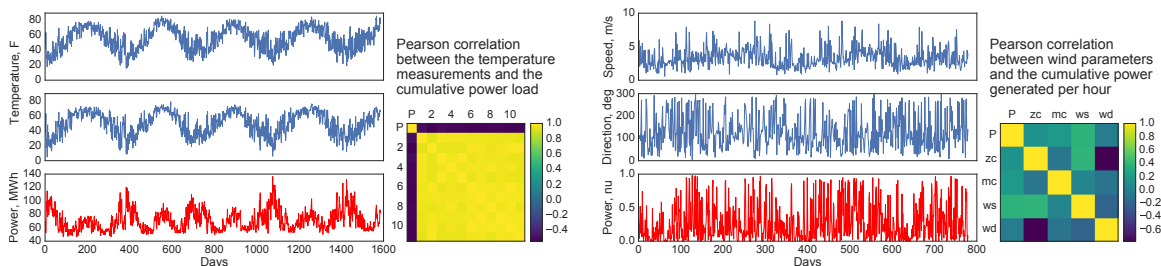 Temperature, F
80
60
40
20
0
80
60
40
20
0
Power, MWh
140
120
100
80
60
40
0 200 400 600 800 1000 1200 1400 1600
Days
Pearson correlation
between the temperature
measurements and the
cumulative power load
P 2 4 6 8 10
P
2
4
6
8
10
1.0
0.8
0.6
0.4
0.2
0.0
−0.2
−0.4
Speed, m/s
10
5
0
Direction, deg
300
200
100
0
Power, nu
1.0
0.5
0.0
0 100 200 300 400 500 600 700 800
Days
Pearson correlation
between wind parameters
and the cumulative power
generated per hour
P zc mc ws wd
P
zc
mc
ws
wd
1.0
0.8
0.6
0.4
0.2
0.0
−0.2
−0.4
−0.6